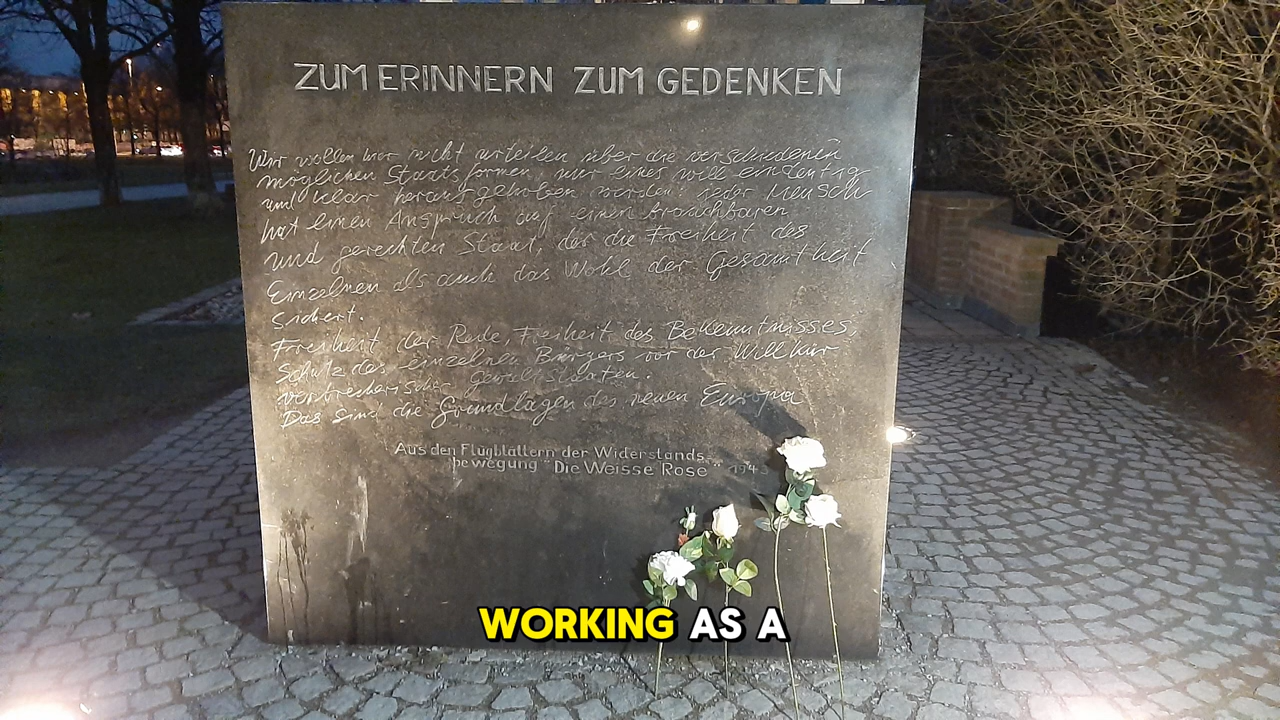 ZUM ERINNERN ZUM GEDENKEN
Wir wollen hier nicht urteilen über die verschiedenen
möglichen Staatsformen, nur eines will eindeutig
und klar herausgehoben werden: jeder Mensch
hat einen Anspruch auf einen brauchbaren
und gerechten Staat, der die Freiheit des
Einzelnen als auch das Wohl der Gesamtheit
sichert.
Freiheit der Rede, Freiheit des Bekenntnisses,
Schutz des einzelnen Bürgers vor der Willkür
verbrecherischer Gewaltstaaten.
Das sind die Grundlagen des neuen Europa
Aus den Flugblättern der Widerstands-
bewegung "Die Weisse Rose" 1943
WORKING AS A